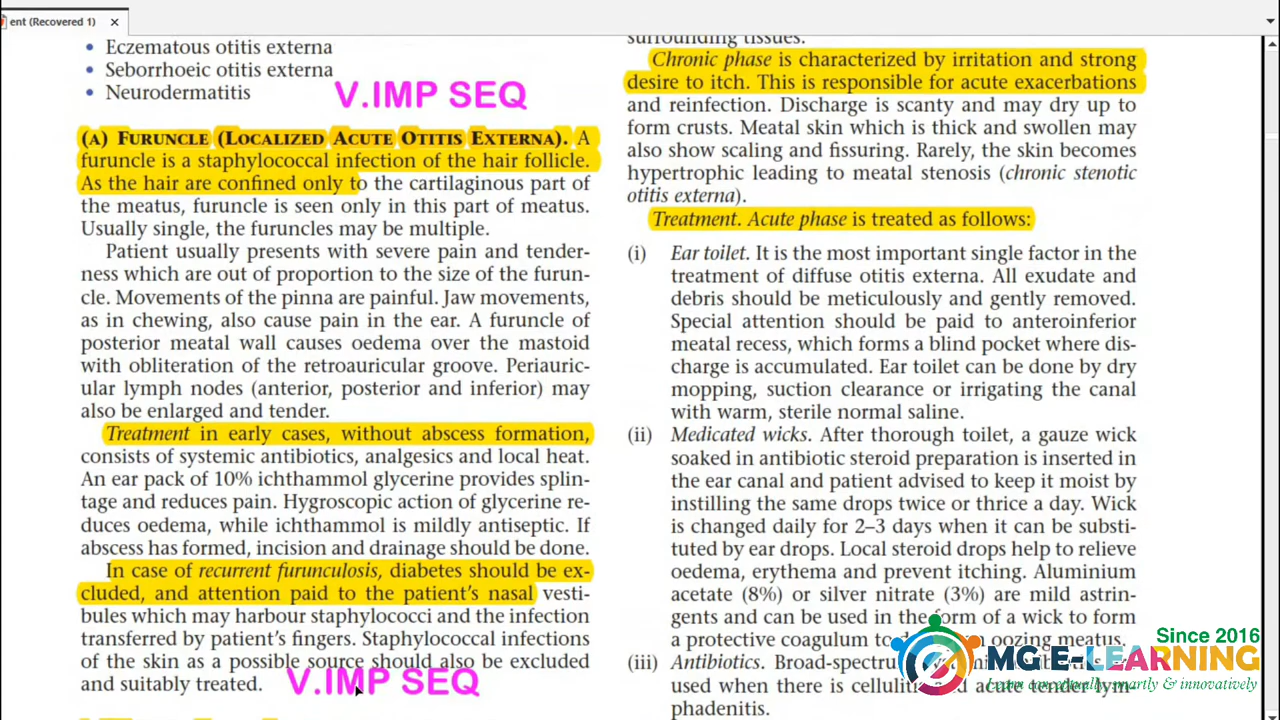 ent (Recovered 1)
• Eczematous otitis externa
• Seborrhoeic otitis externa
• Neurodermatitis
V.IMP SEQ
(A) FURUNCLE (LOCALIZED ACUTE OTITIS EXTERNA). A
furuncle is a staphylococcal infection of the hair follicle.
As the hair are confined only to the cartilaginous part of
the meatus, furuncle is seen only in this part of meatus.
Usually single, the furuncles may be multiple.
Patient usually presents with severe pain and tender-
ness which are out of proportion to the size of the furun-
cle. Movements of the pinna are painful. Jaw movements,
as in chewing, also cause pain in the ear. A furuncle of
posterior meatal wall causes oedema over the mastoid
with obliteration of the retroauricular groove. Periauric-
ular lymph nodes (anterior, posterior and inferior) may
also be enlarged and tender.
Treatment in early cases, without abscess formation,
consists of systemic antibiotics, analgesics and local heat.
An ear pack of 10% ichthammol glycerine provides splin-
tage and reduces pain. Hygroscopic action of glycerine re-
duces oedema, while ichthammol is mildly antiseptic. If
abscess has formed, incision and drainage should be done.
In case of recurrent furunculosis, diabetes should be ex-
cluded, and attention paid to the patient's nasal vesti-
bules which may harbour staphylococci and the infection
transferred by patient's fingers. Staphylococcal infections
of the skin as a possible source should also be excluded
and suitably treated.
V.IMP SEQ
surrounding tissues.
Chronic phase is characterized by irritation and strong
desire to itch. This is responsible for acute exacerbations
and reinfection. Discharge is scanty and may dry up to
form crusts. Meatal skin which is thick and swollen may
also show scaling and fissuring. Rarely, the skin becomes
hypertrophic leading to meatal stenosis (chronic stenotic
otitis externa).
Treatment. Acute phase is treated as follows:
(i) Ear toilet. It is the most important single factor in the
treatment of diffuse otitis externa. All exudate and
debris should be meticulously and gently removed.
Special attention should be paid to anteroinferior
meatal recess, which forms a blind pocket where dis-
charge is accumulated. Ear toilet can be done by dry
mopping, suction clearance or irrigating the canal
with warm, sterile normal saline.
(ii) Medicated wicks. After thorough toilet, a gauze wick
soaked in antibiotic steroid preparation is inserted in
the ear canal and patient advised to keep it moist by
instilling the same drops twice or thrice a day. Wick
is changed daily for 2–3 days when it can be substi-
tuted by ear drops. Local steroid drops help to relieve
oedema, erythema and prevent itching. Aluminium
acetate (8%) or silver nitrate (3%) are mild astrin-
gents and can be used in the form of a wick to form
a protective coagulum to oozing meatus.
(iii) Antibiotics. Broad-spectrum
used when there is cellulitis acute tender lym-
phadenitis.
Since 2016
MG E-LEARNING
Learn conceptually, smartly & innovatively